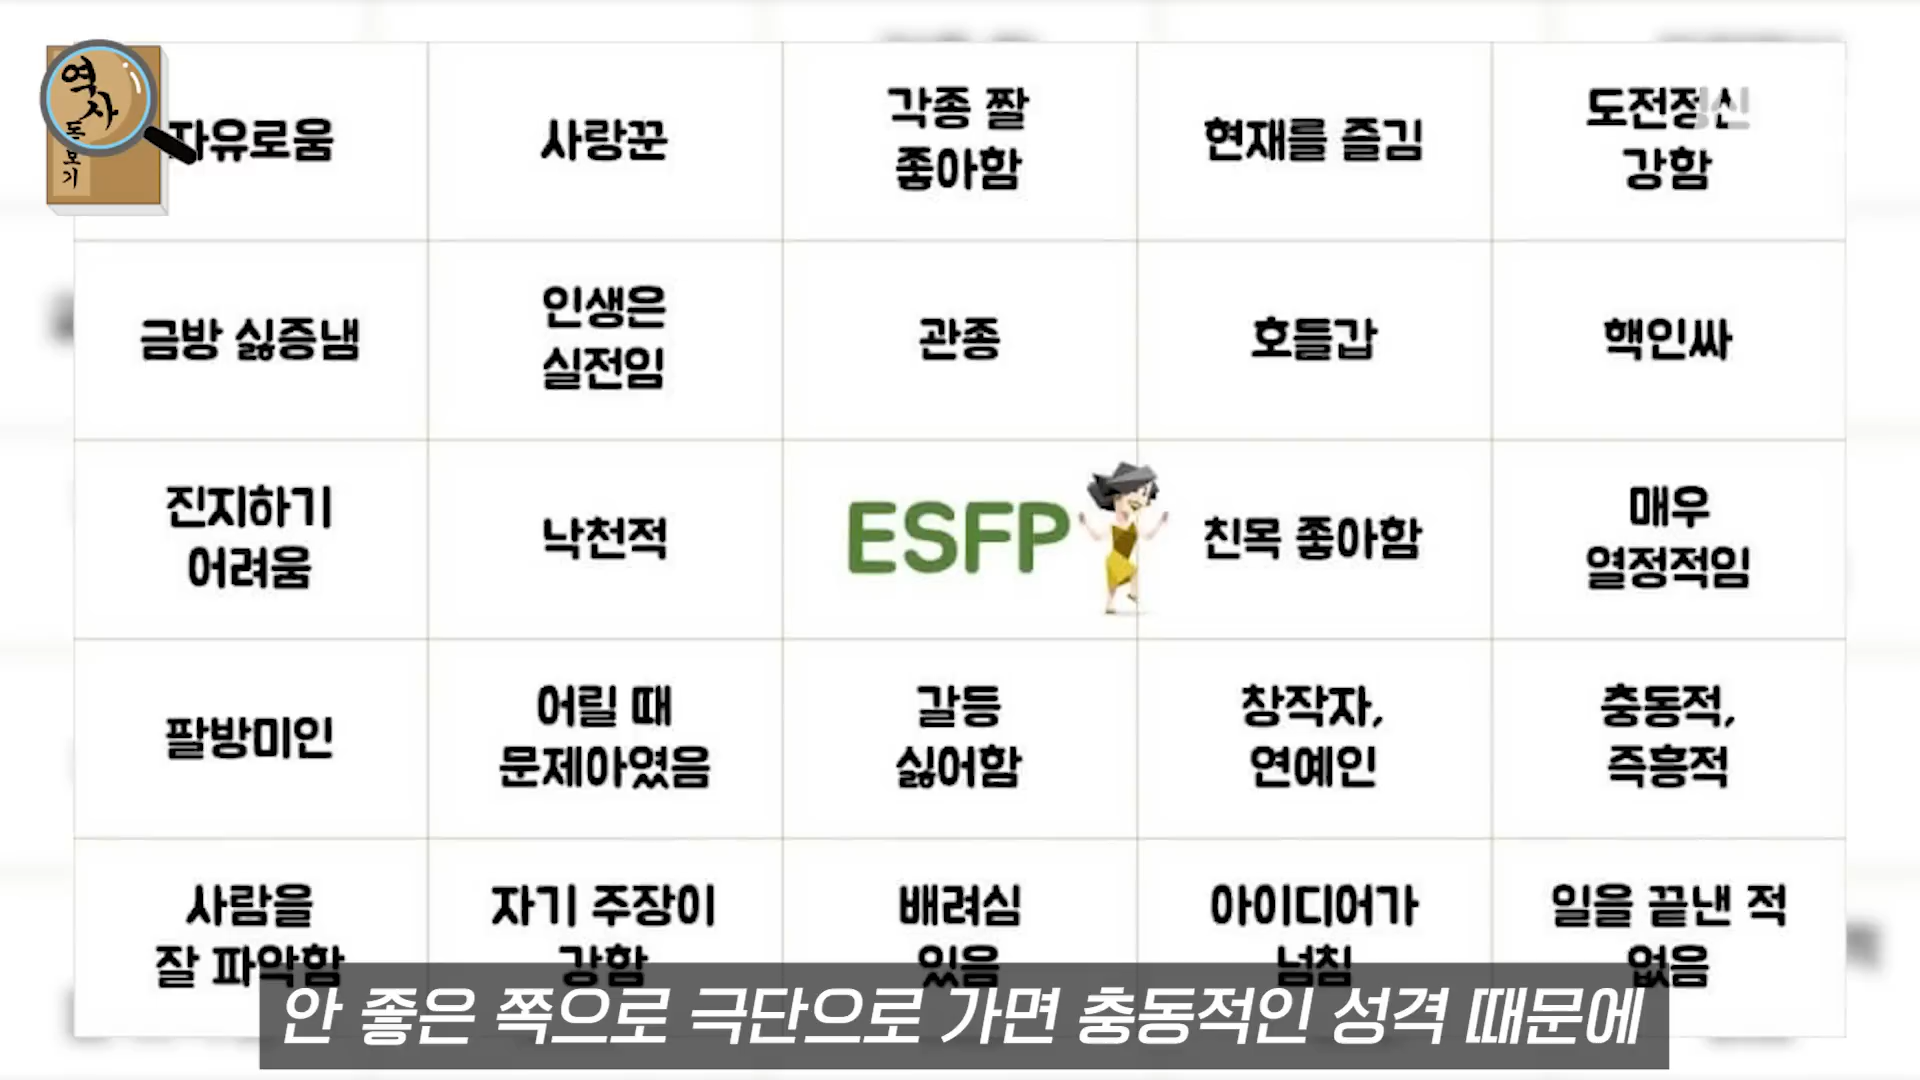 역사
돋보기
자유로움
사랑꾼
각종 짤
좋아함
현재를 즐김
도전정신
강함
금방 싫증냄
인생은
실전임
관종
호들갑
핵인싸
진지하기
어려움
낙천적
ESFP
친목 좋아함
매우
열정적임
팔방미인
어릴 때
문제아였음
갈등
싫어함
창작자,
연예인
충동적,
즉흥적
사람을
잘 파악함
자기 주장이
강함
배려심
있음
아이디어가
넘침
일을 끝낸 적
없음
안 좋은 쪽으로 극단으로 가면 충동적인 성격 때문에